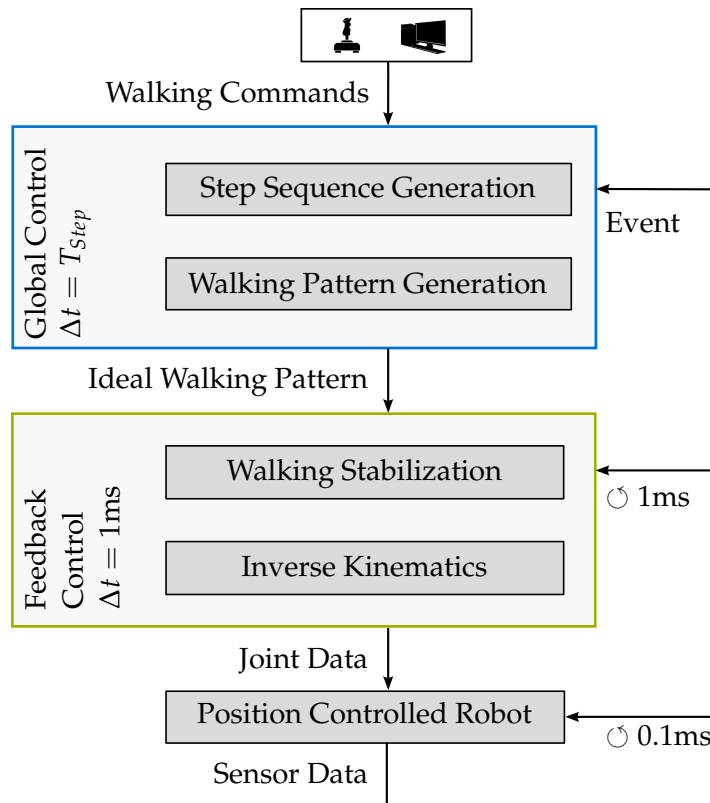 Walking Commands
Global Control
Δt = T_Step
Step Sequence Generation
Event
Walking Pattern Generation
Ideal Walking Pattern
Feedback
Control
Δt = 1ms
Walking Stabilization
↺ 1ms
Inverse Kinematics
Joint Data
Position Controlled Robot
↺ 0.1ms
Sensor Data